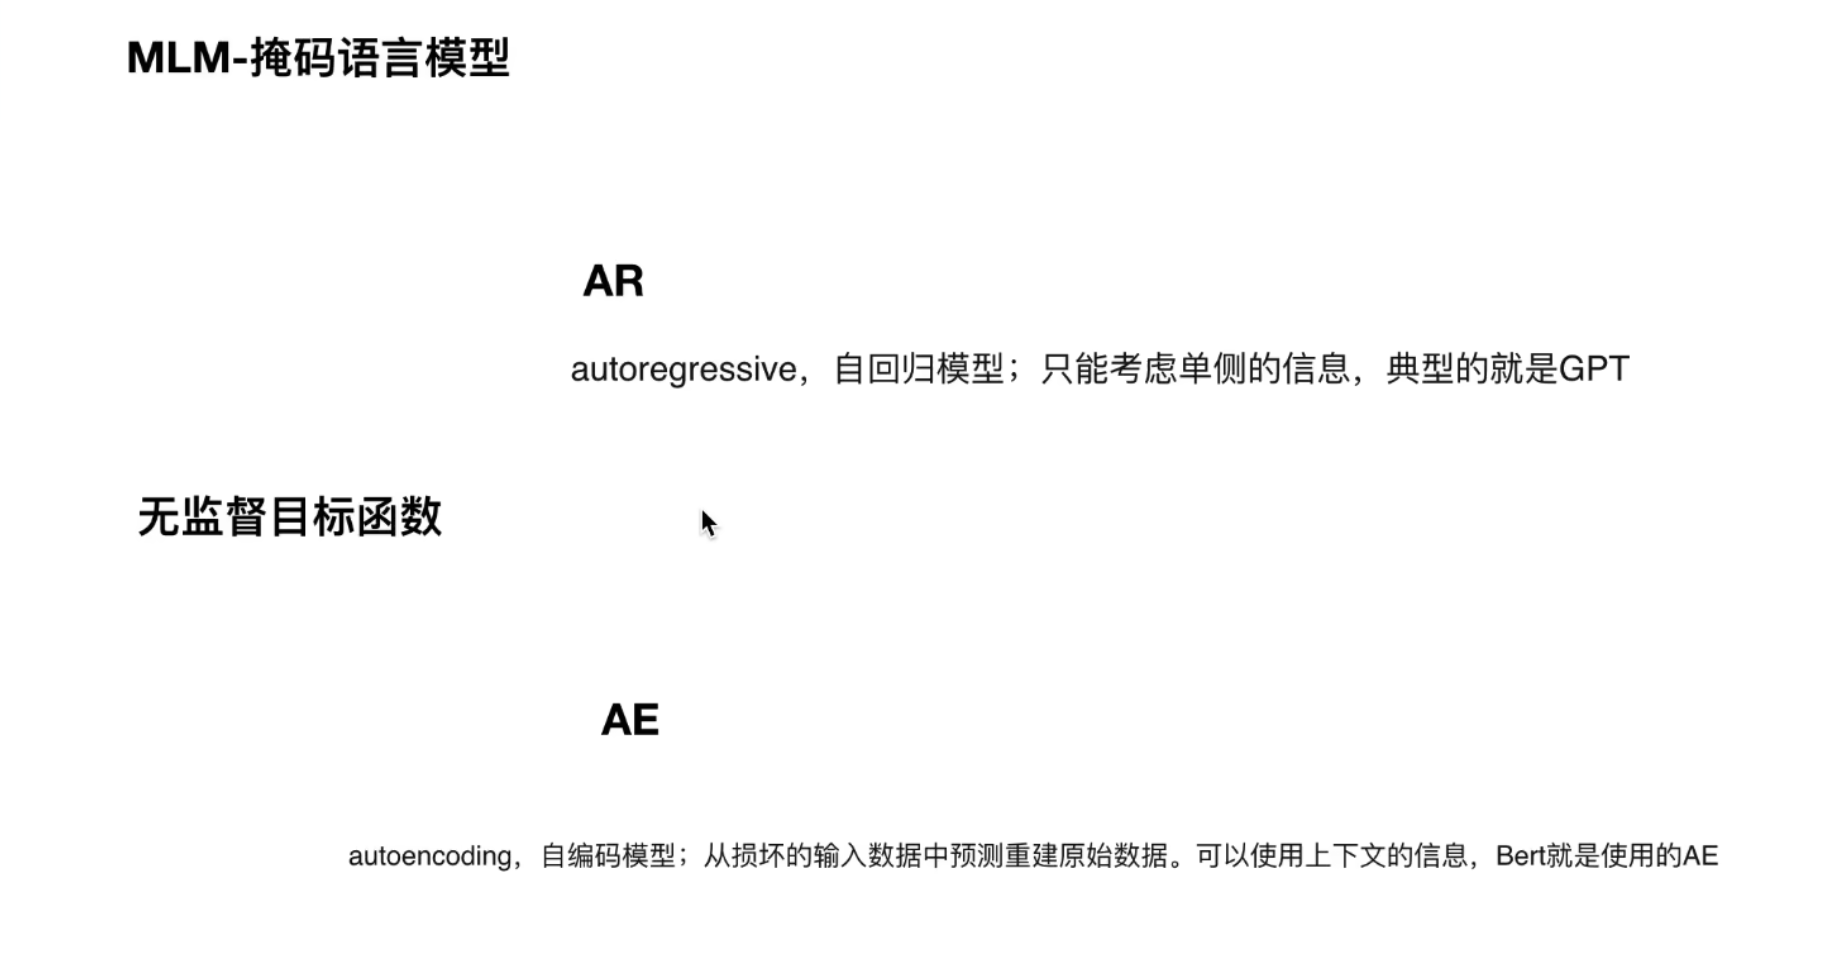 MLM-掩码语言模型
AR
autoregressive，自回归模型；只能考虑单侧的信息，典型的就是GPT
无监督目标函数
AE
autoencoding，自编码模型；从损坏的输入数据中预测重建原始数据。可以使用上下文的信息，Bert就是使用的AE